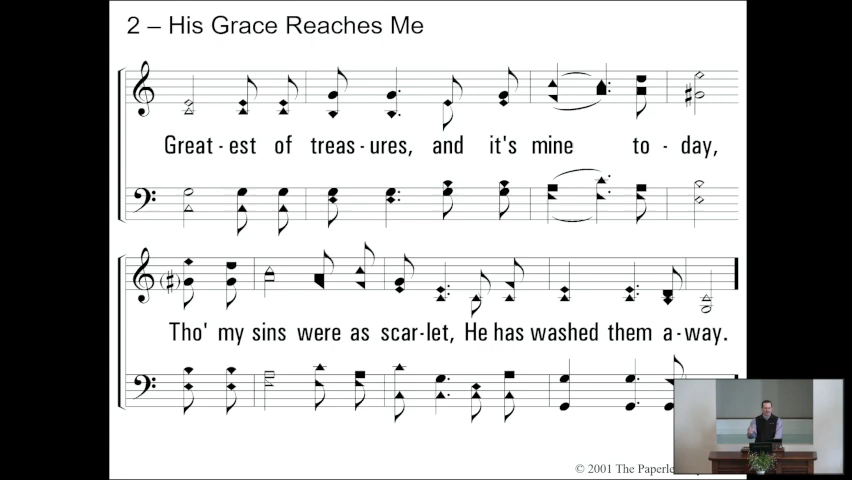 2 – His Grace Reaches Me
Great - est of treas - ures, and it's mine to - day,
Tho' my sins were as scar-let, He has washed them a-way.
© 2001 The